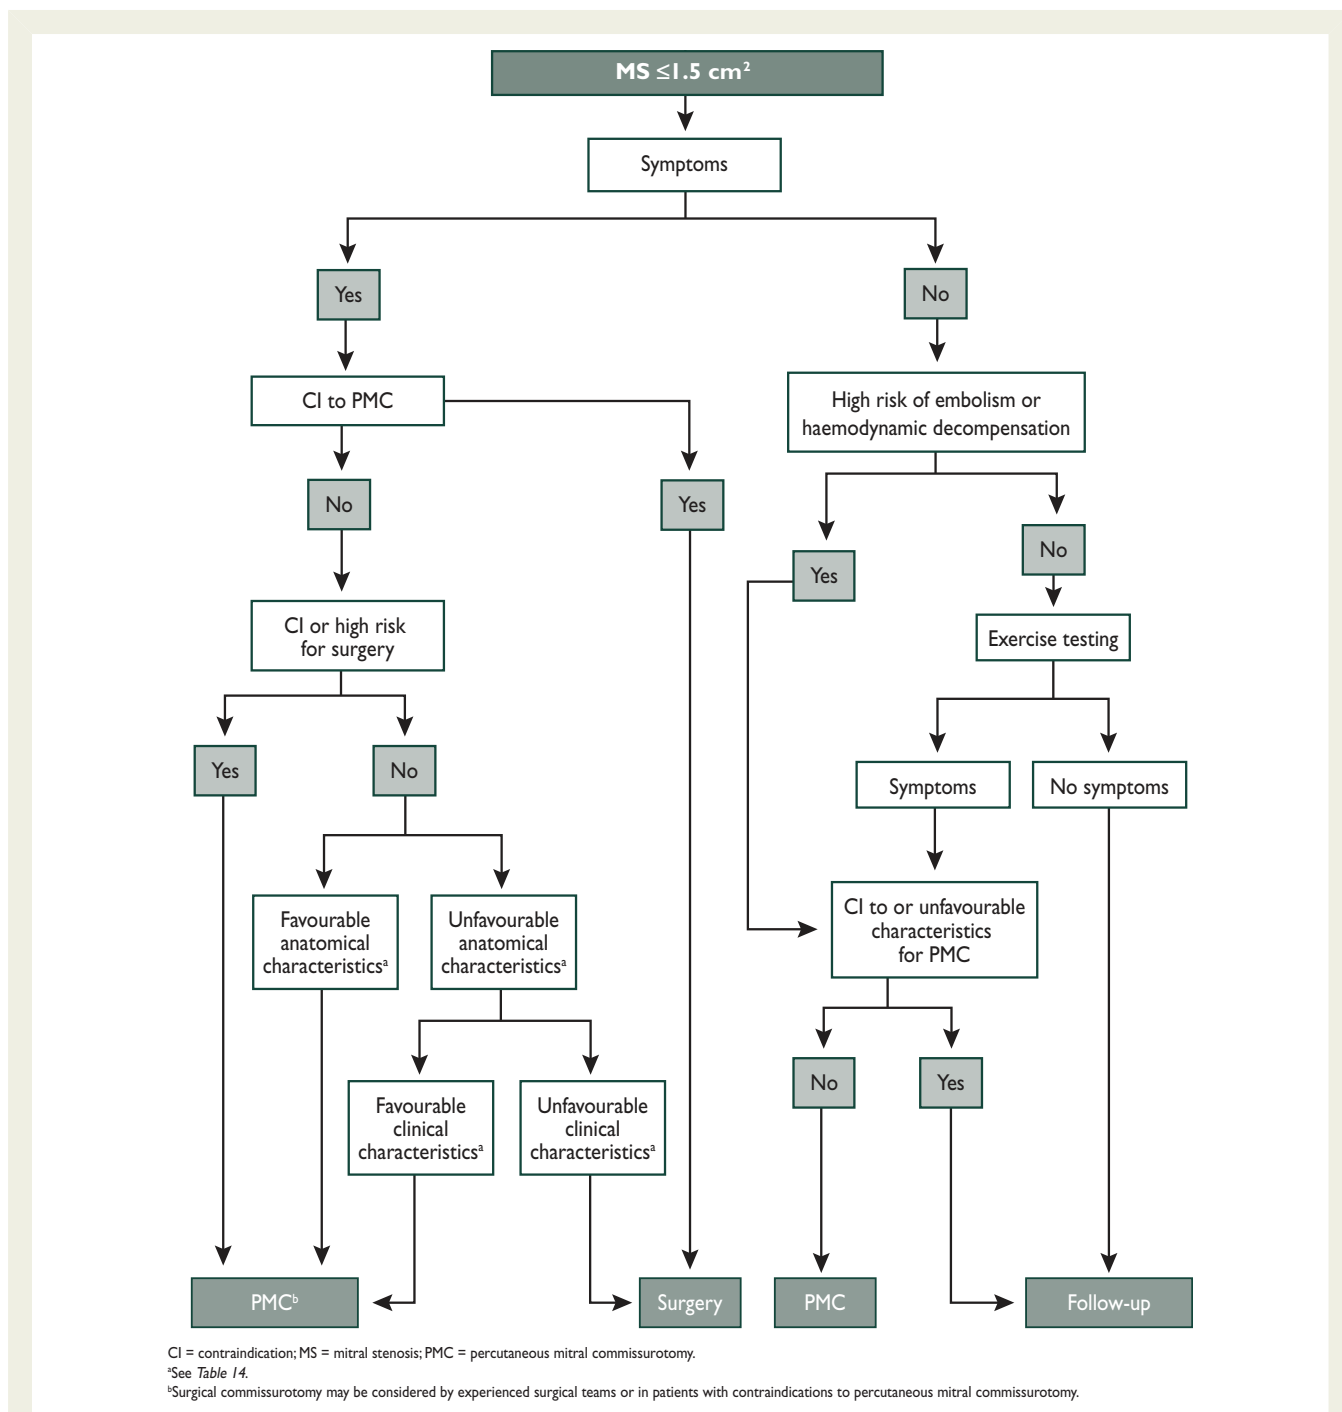 MS ≤1.5 cm²
Symptoms
Yes
No
CI to PMC
High risk of embolism or
haemodynamic decompensation
No
Yes
Yes
No
CI or high risk
for surgery
Exercise testing
Yes
No
Symptoms
No symptoms
Favourable
anatomical
characteristicsᵃ
Unfavourable
anatomical
characteristicsᵃ
CI to or unfavourable
characteristics
for PMC
No
Yes
Favourable
clinical
characteristicsᵃ
Unfavourable
clinical
characteristicsᵃ
PMCᵇ
Surgery
PMC
Follow-up
CI = contraindication; MS = mitral stenosis; PMC = percutaneous mitral commissurotomy.
ᵃSee Table 14.
ᵇSurgical commissurotomy may be considered by experienced surgical teams or in patients with contraindications to percutaneous mitral commissurotomy.